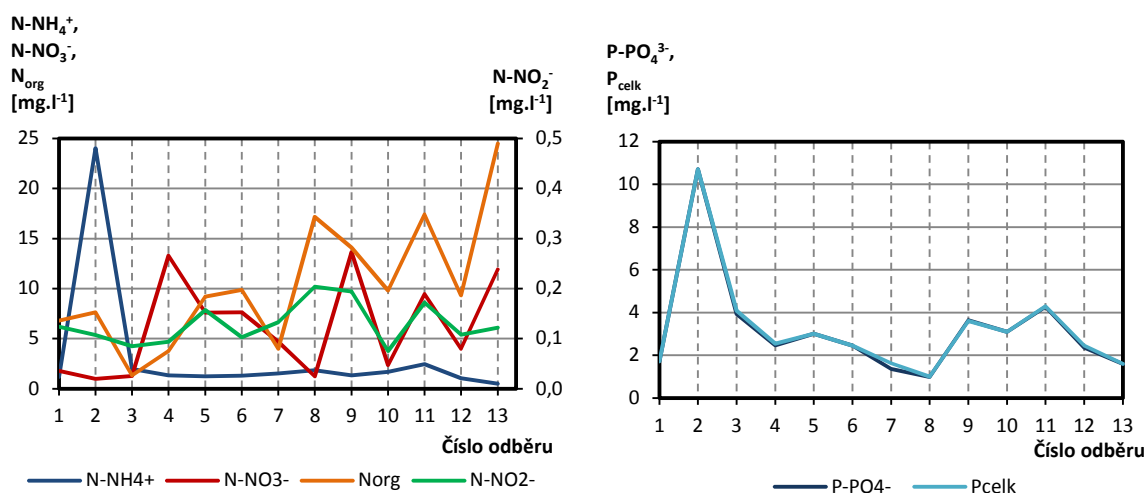 N-NH₄⁺,
N-NO₃⁻,
N_org
[mg.l⁻¹]
N-NO₂⁻
[mg.l⁻¹]
25
20
15
10
5
0
0,5
0,4
0,3
0,2
0,1
0,0
1 2 3 4 5 6 7 8 9 10 11 12 13
Číslo odběru
N-NH4+ N-NO3- Norg N-NO2-
P-PO₄³⁻,
P_celk
[mg.l⁻¹]
12
10
8
6
4
2
0
1 2 3 4 5 6 7 8 9 10 11 12 13
Číslo odběru
P-PO4- Pcelk